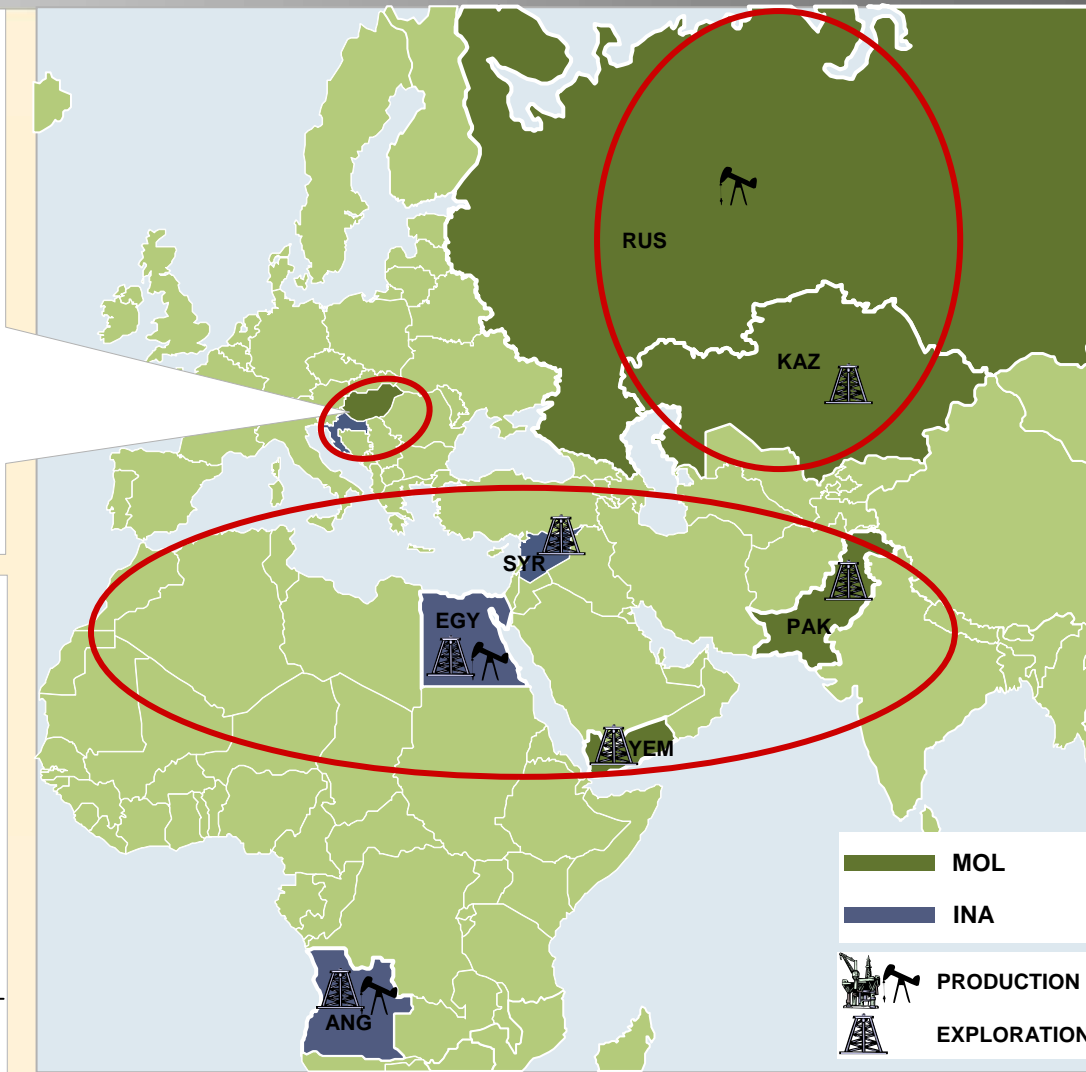 RUS
KAZ
SYR
EGY
PAK
YEM
ANG
MOL
INA
PRODUCTION
EXPLORATION